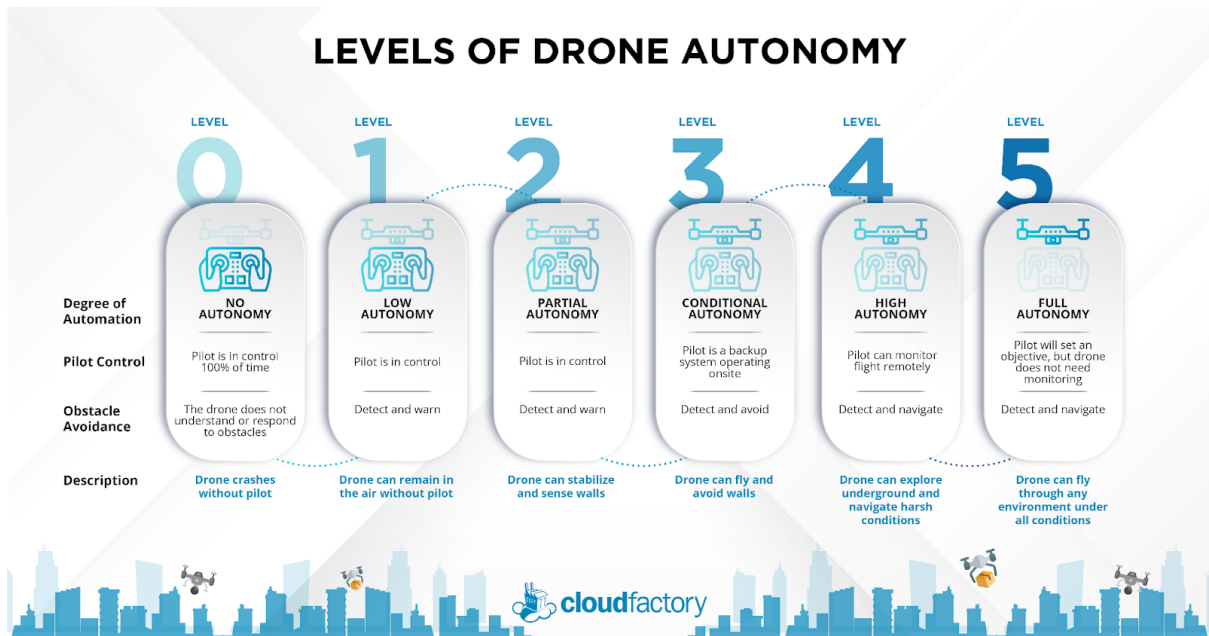 LEVELS OF DRONE AUTONOMY
LEVEL
0
LEVEL
1
LEVEL
2
LEVEL
3
LEVEL
4
LEVEL
5
Degree of
Automation
NO
AUTONOMY
LOW
AUTONOMY
PARTIAL
AUTONOMY
CONDITIONAL
AUTONOMY
HIGH
AUTONOMY
FULL
AUTONOMY
Pilot Control
Pilot is in control
100% of time
Pilot is in control
Pilot is in control
Pilot is a backup
system operating
onsite
Pilot can monitor
flight remotely
Pilot will set an
objective, but drone
does not need
monitoring
Obstacle
Avoidance
The drone does not
understand or respond
to obstacles
Detect and warn
Detect and warn
Detect and avoid
Detect and navigate
Detect and navigate
Description
Drone crashes
without pilot
Drone can remain in
the air without pilot
Drone can stabilize
and sense walls
Drone can fly and
avoid walls
Drone can explore
underground and
navigate harsh
conditions
Drone can fly
through any
environment under
all conditions
cloudfactory